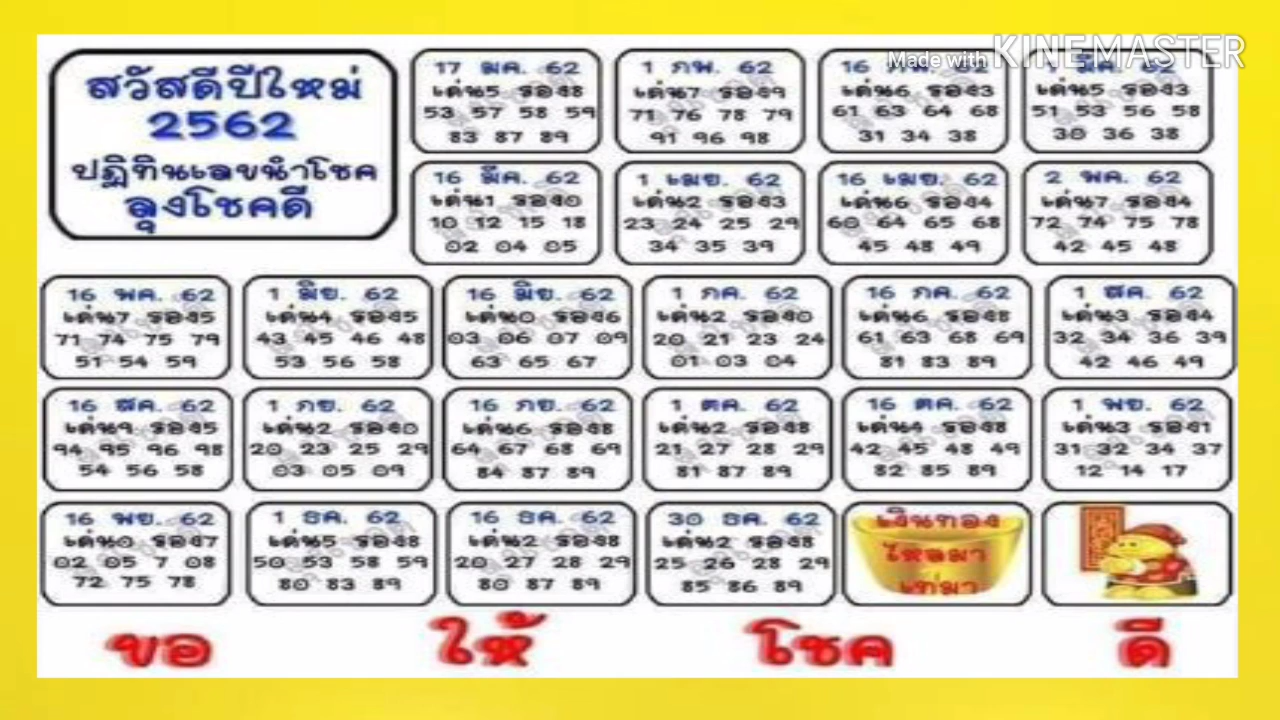 สวัสดีปีใหม่
2562
ปฏิทินเลขนำโชค
ลุงโชคดี
Made with KINEMASTER
17 มค. 62
เด่น5 รอง8
53 57 58 59
83 87 89
1 กพ. 62
เด่น7 รอง9
71 76 78 79
91 96 98
16 กพ. 62
เด่น6 รอง3
61 63 64 68
31 34 38
1 มีค. 62
เด่น5 รอง3
51 53 56 58
30 36 38
16 มีค. 62
เด่น1 รอง0
10 12 15 18
02 04 05
1 เมย. 62
เด่น2 รอง3
23 24 25 29
34 35 39
16 เมย. 62
เด่น6 รอง4
60 64 65 68
45 48 49
2 พค. 62
เด่น7 รอง4
72 74 75 78
42 45 48
16 พค. 62
เด่น7 รอง5
71 74 75 79
51 54 59
1 มิย. 62
เด่น4 รอง5
43 45 46 48
53 56 58
16 มิย. 62
เด่น0 รอง6
03 06 07 09
63 65 67
1 กค. 62
เด่น2 รอง0
20 21 23 24
01 03 04
16 กค. 62
เด่น6 รอง8
61 63 68 69
81 83 89
1 สค. 62
เด่น3 รอง4
32 34 36 39
42 46 49
16 สค. 62
เด่น9 รอง5
94 95 96 98
54 56 58
1 กย. 62
เด่น2 รอง0
20 23 25 29
03 05 09
16 กย. 62
เด่น6 รอง8
64 67 68 69
84 87 89
1 ตค. 62
เด่น2 รอง8
21 27 28 29
81 87 89
16 ตค. 62
เด่น4 รอง8
42 45 48 49
82 85 89
1 พย. 62
เด่น3 รอง1
31 32 34 37
12 14 17
16 พย. 62
เด่น0 รอง7
02 05 7 08
72 75 78
1 ธค. 62
เด่น5 รอง8
50 53 58 59
80 83 89
16 ธค. 62
เด่น2 รอง8
20 27 28 29
80 87 89
30 ธค. 62
เด่น2 รอง8
25 26 28 29
85 86 89
เงินทอง
ไหลมา
เทมา
ขอ ให้ โชค ดี